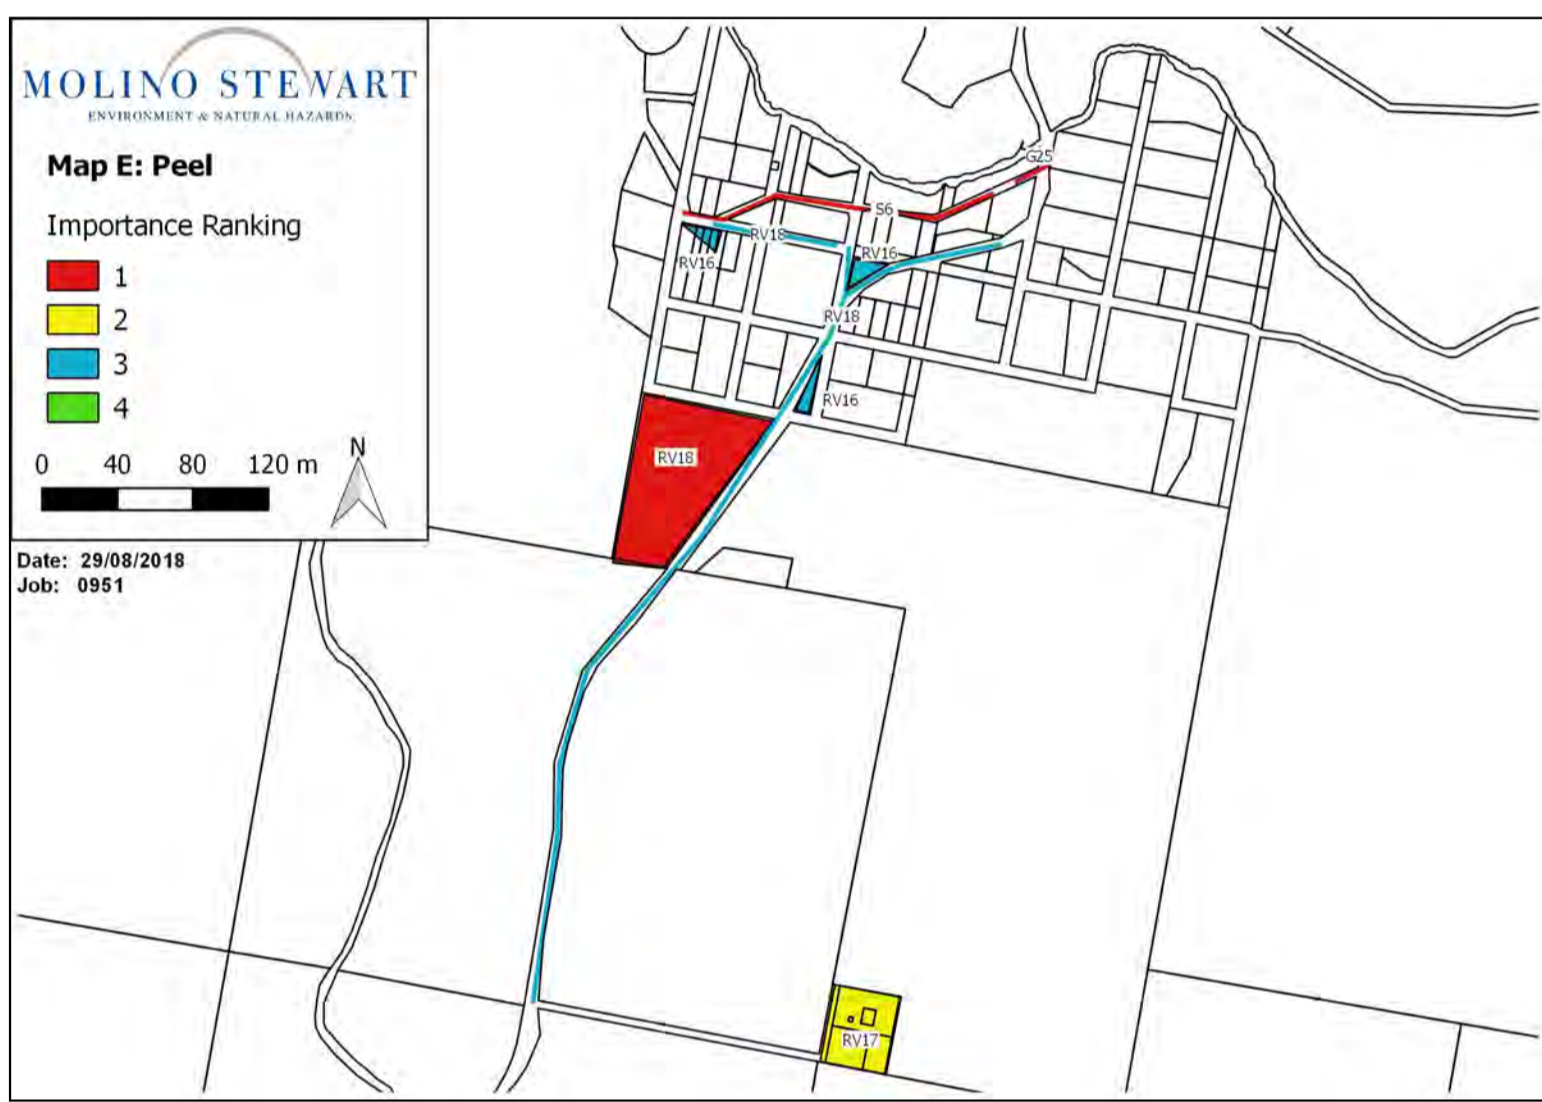 MOLINO STEWART
ENVIRONMENT & NATURAL HAZARDS
Map E: Peel
Importance Ranking
1
2
3
4
0 40 80 120 m
N
Date: 29/08/2018
Job: 0951
G25
S6
RV18
RV16
RV16
RV18
RV16
RV18
RV17